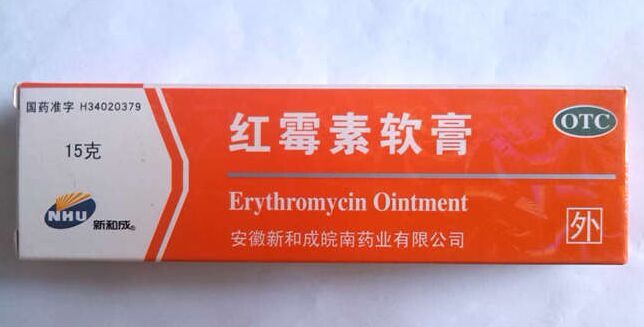 国药准字 H34020379
15克
NHU 新和成®
红霉素软膏
Erythromycin Ointment
安徽新和成皖南药业有限公司
OTC
外